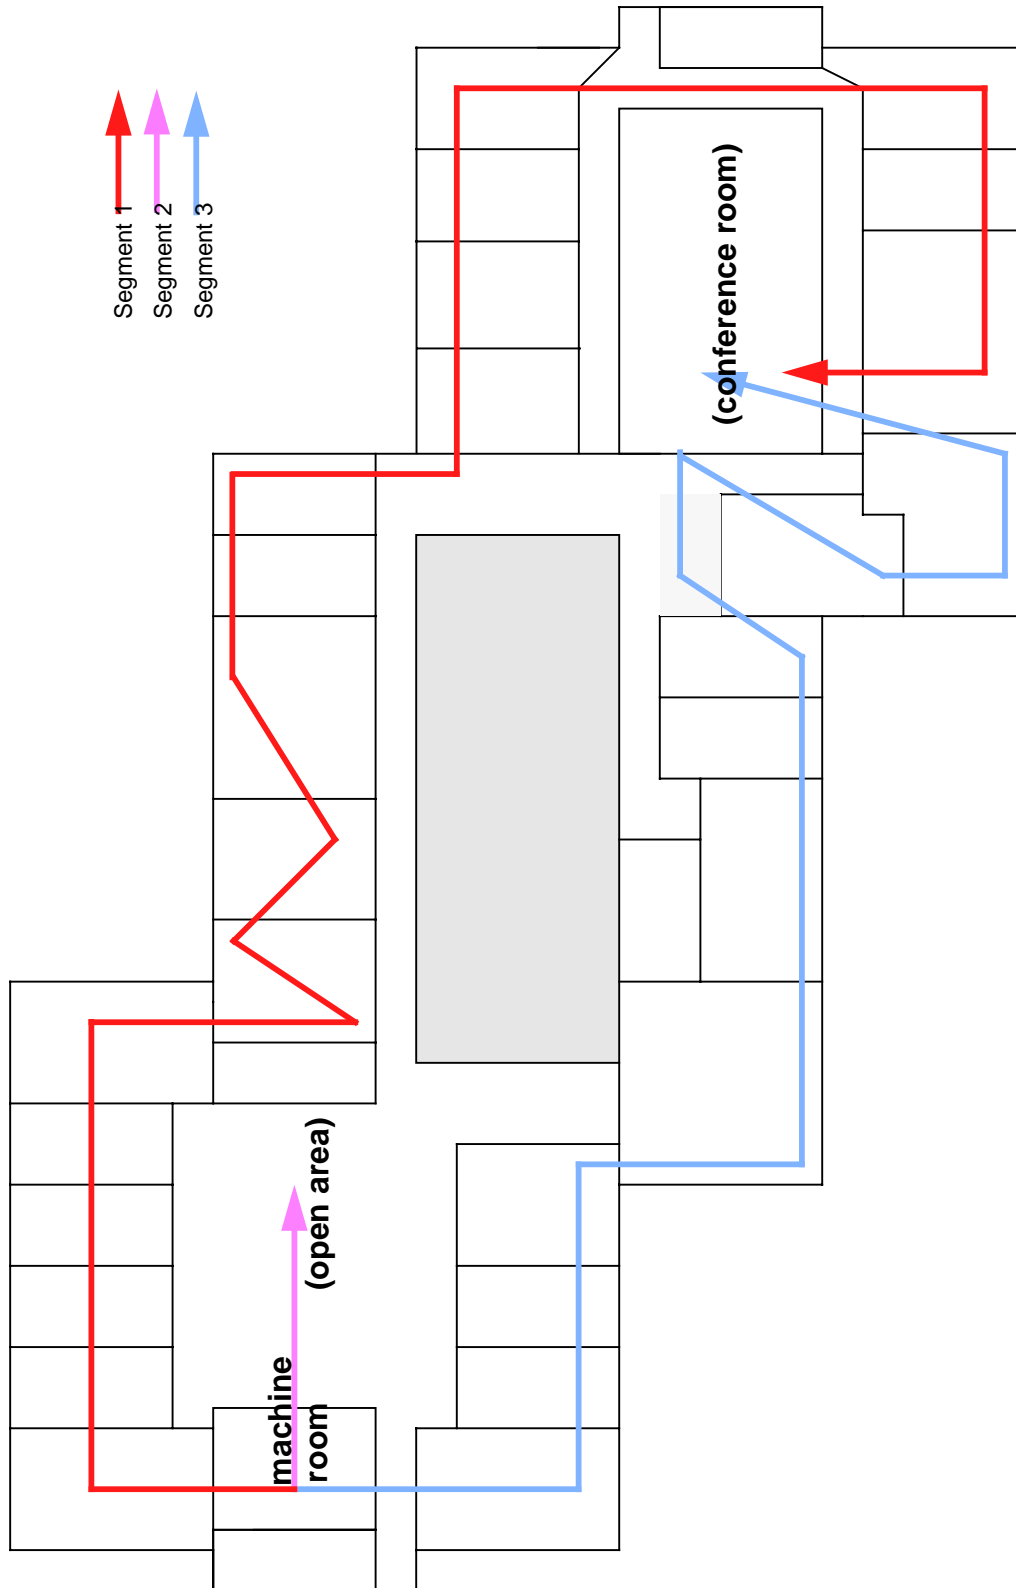 Segment 1
Segment 2
Segment 3
(conference room)
(open area)
machine
room